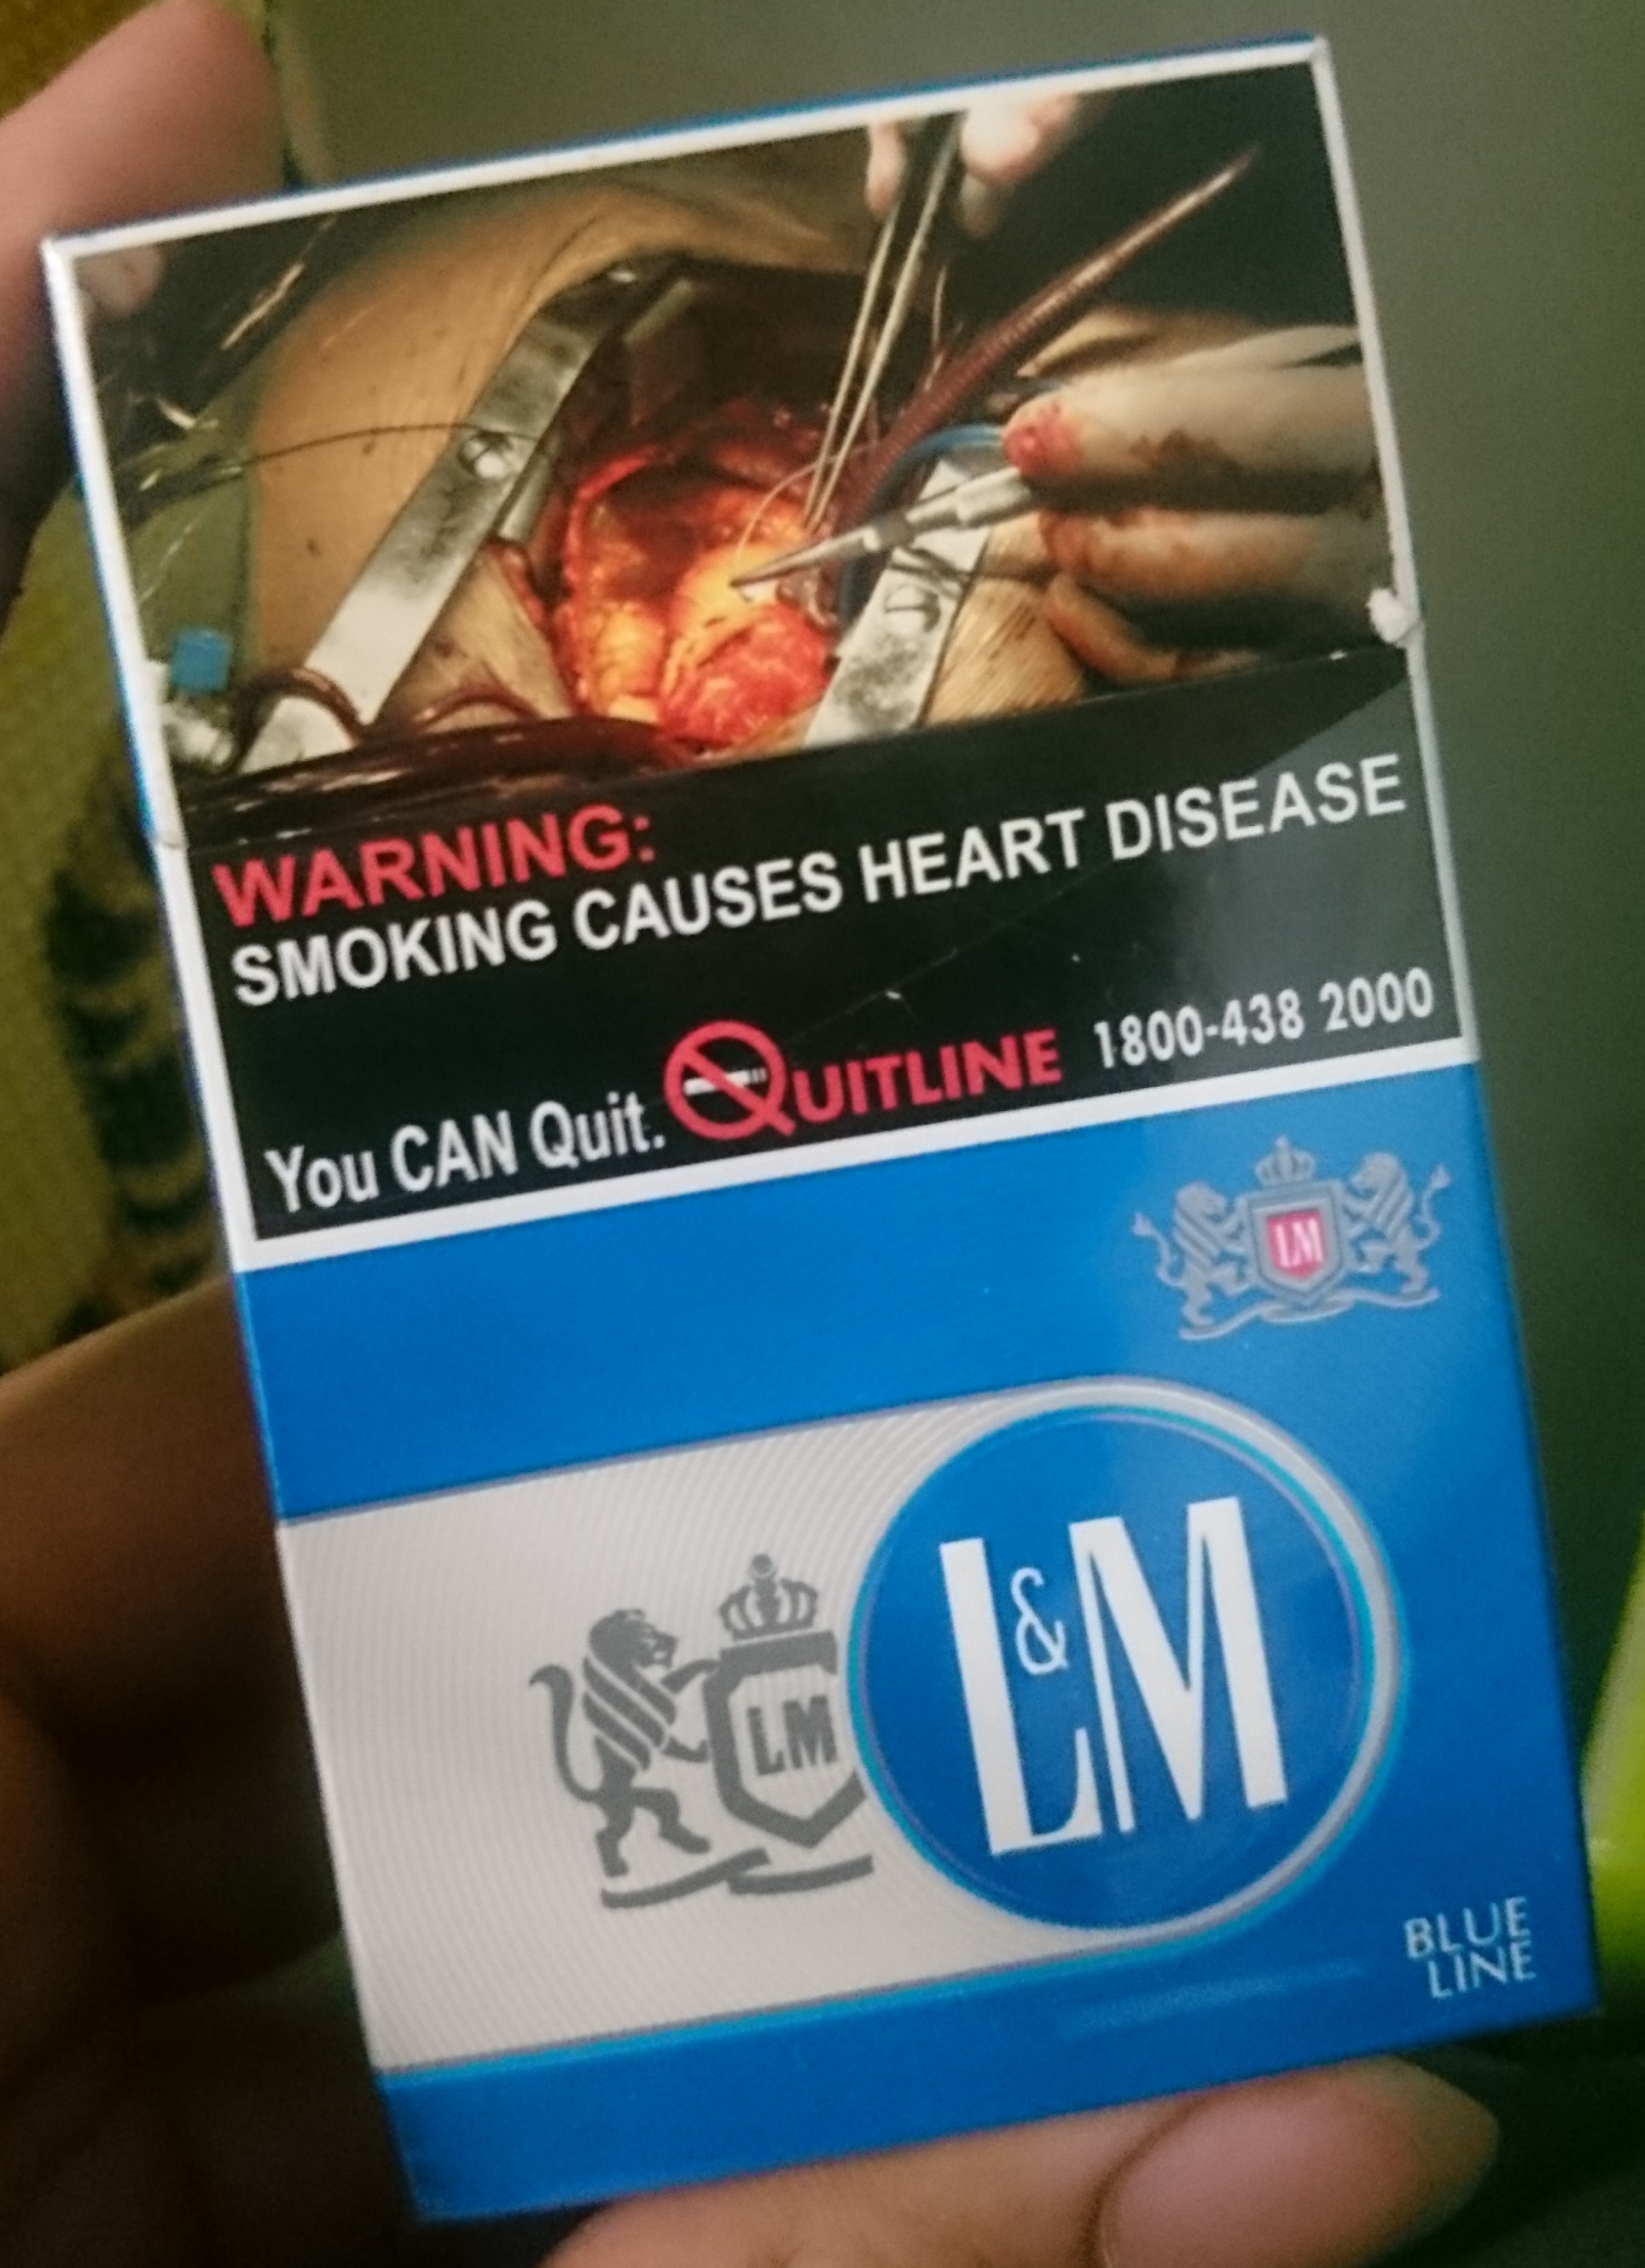 WARNING:
SMOKING CAUSES HEART DISEASE
You CAN Quit. QUITLINE 1800-438 2000
LM
L&M
LM
BLUE
LINE